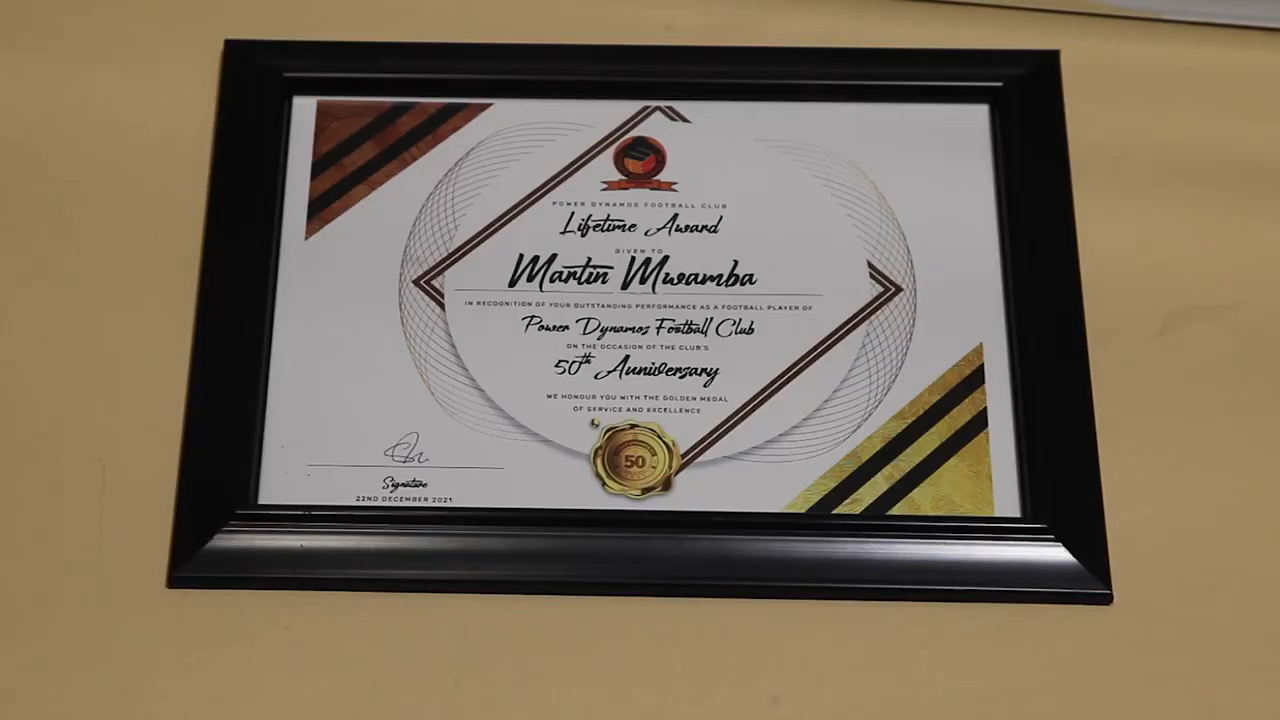 POWER DYNAMOS FOOTBALL CLUB
Lifetime Award
GIVEN TO
Martin Mwamba
IN RECOGNITION OF YOUR OUTSTANDING PERFORMANCE AS A FOOTBALL PLAYER OF
Power Dynamos Football Club
ON THE OCCASION OF THE CLUB'S
50th Anniversary
WE HONOUR YOU WITH THE GOLDEN MEDAL
OF SERVICE AND EXCELLENCE
50
Signature
22ND DECEMBER 2021